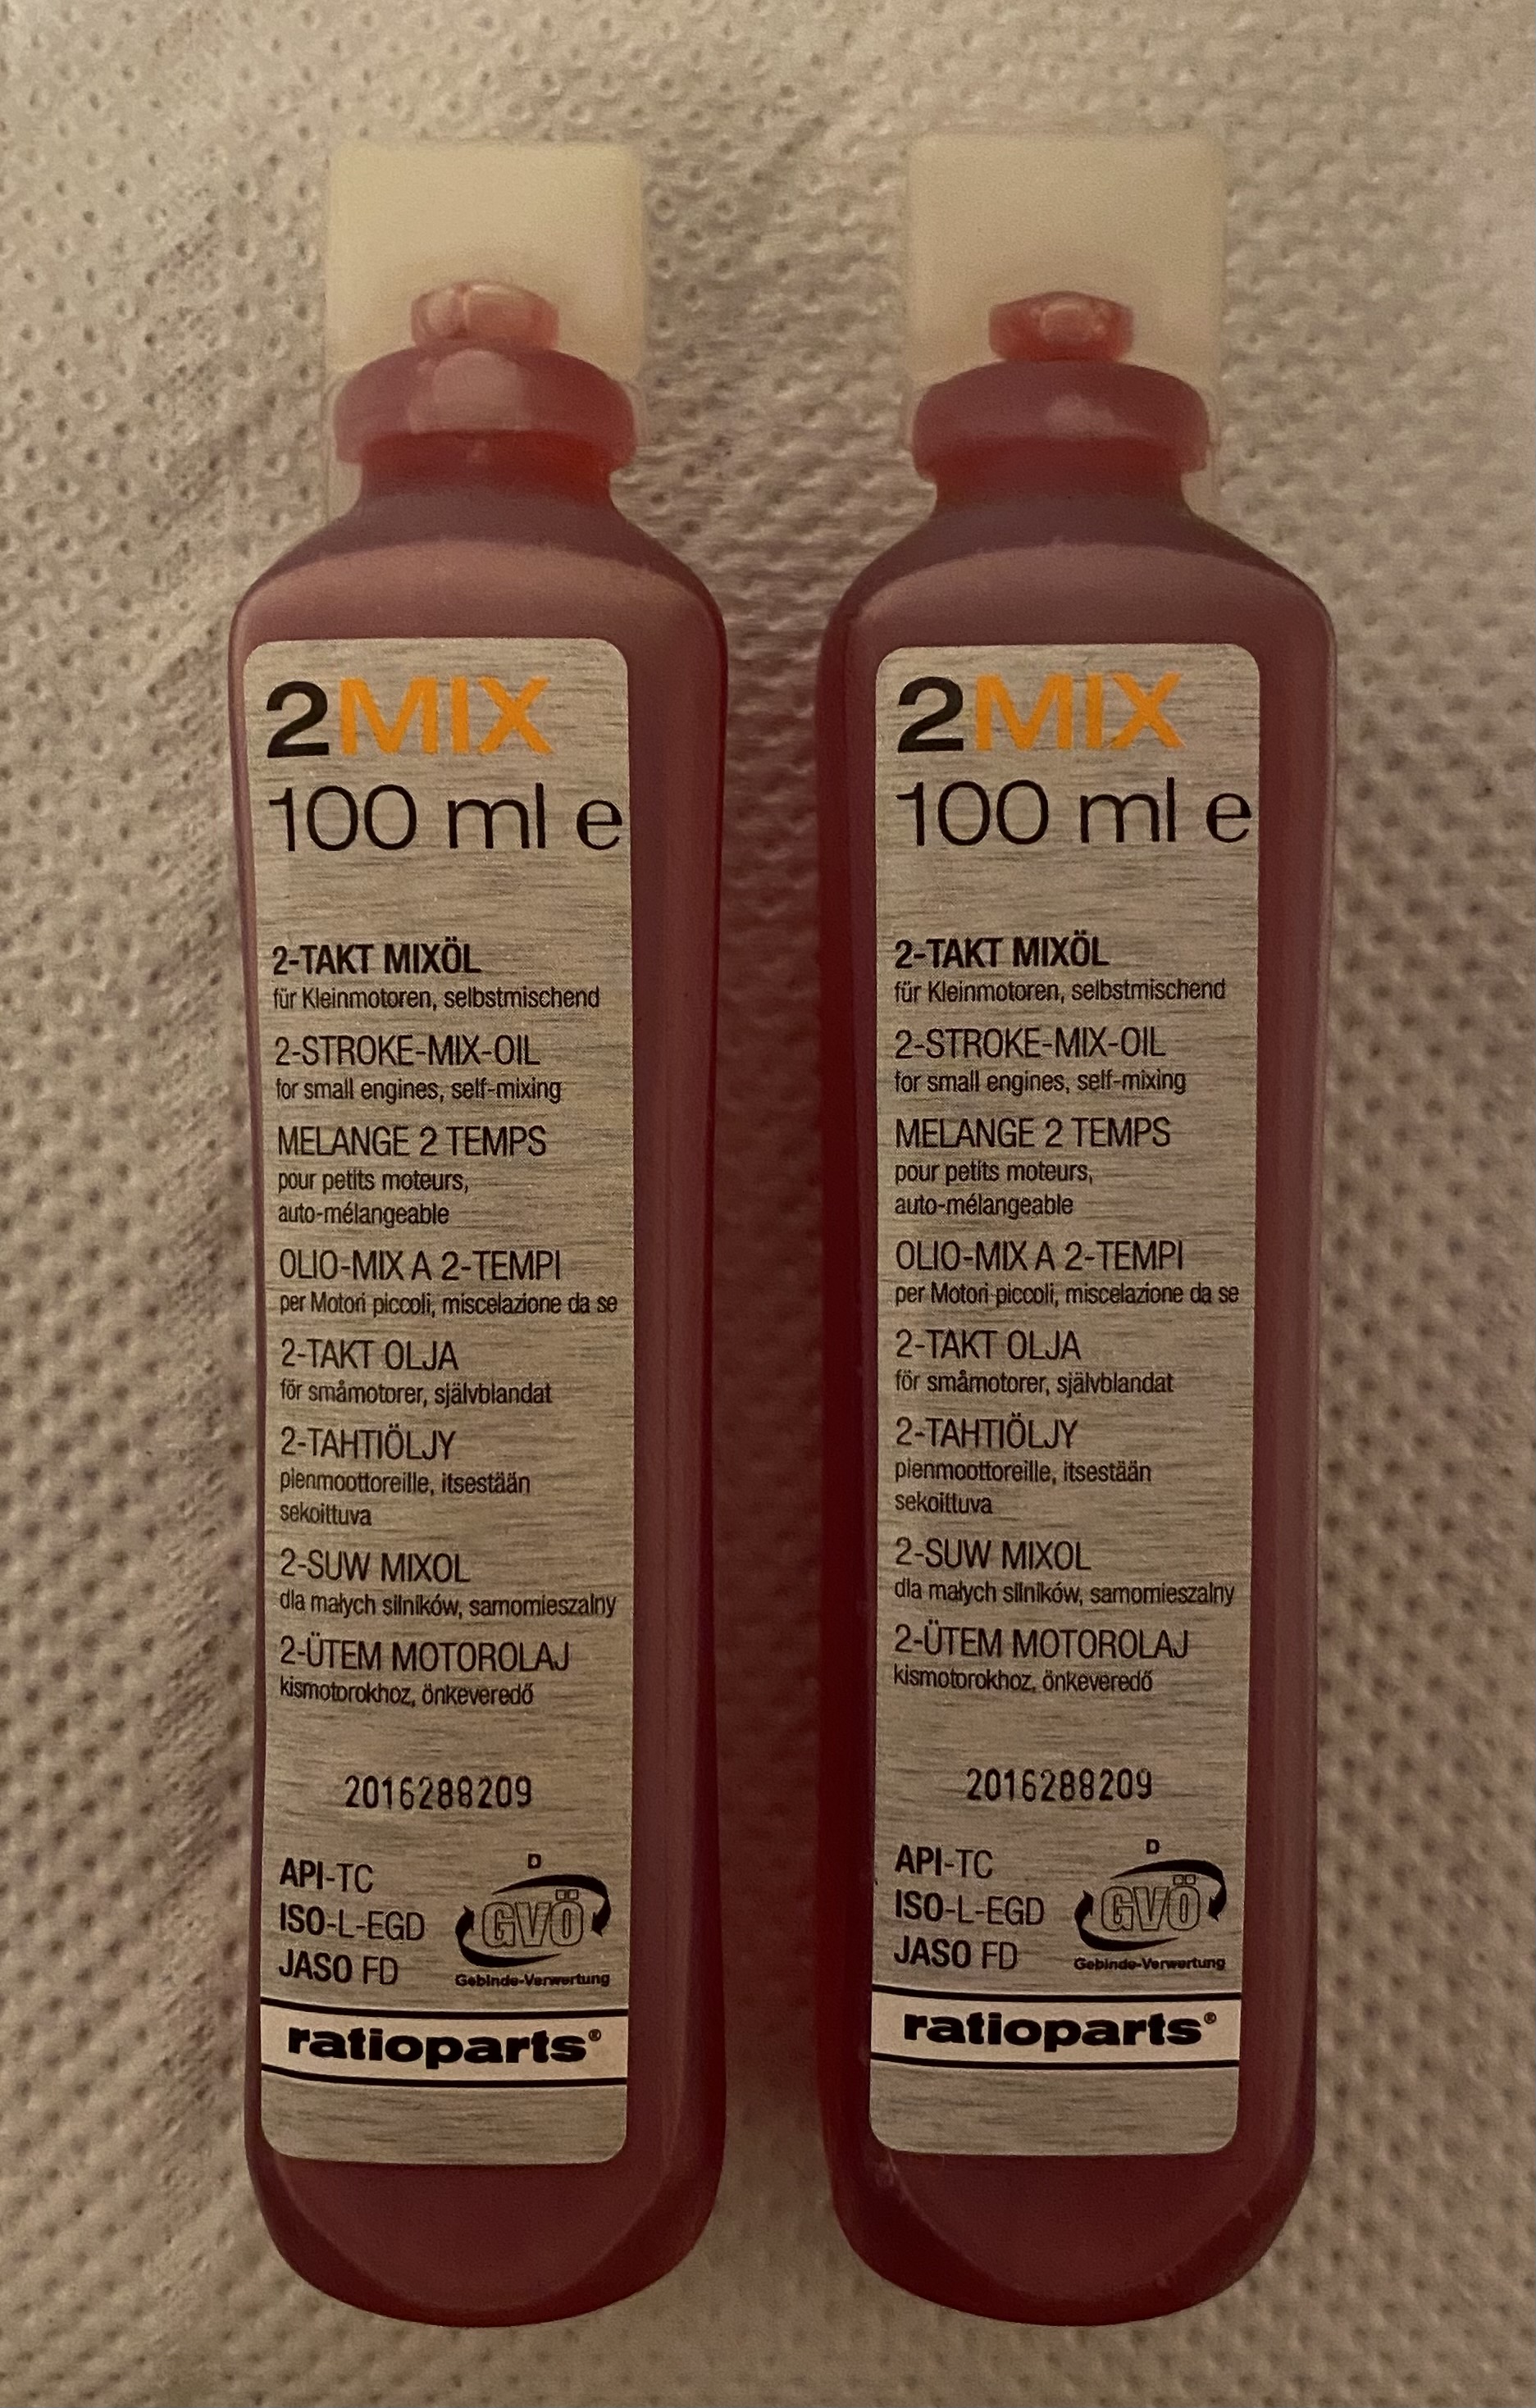 2MIX
100 ml e
2-TAKT MIXÖL
für Kleinmotoren, selbstmischend
2-STROKE-MIX-OIL
for small engines, self-mixing
MELANGE 2 TEMPS
pour petits moteurs,
auto-mélangeable
OLIO-MIX A 2-TEMPI
per Motori piccoli, miscelazione da se
2-TAKT OLJA
för småmotorer, självblandat
2-TAHTIÖLJY
pienmoottoreille, itsestään
sekoittuva
2-SUW MIXOL
dla małych silników, samomieszalny
2-ÜTEM MOTOROLAJ
kismotorokhoz, önkeveredő
2016288209
API-TC
ISO-L-EGD
JASO FD
D
GVÖ
Gebinde-Verwertung
ratioparts®
2MIX
100 ml e
2-TAKT MIXÖL
für Kleinmotoren, selbstmischend
2-STROKE-MIX-OIL
for small engines, self-mixing
MELANGE 2 TEMPS
pour petits moteurs,
auto-mélangeable
OLIO-MIX A 2-TEMPI
per Motori piccoli, miscelazione da se
2-TAKT OLJA
för småmotorer, självblandat
2-TAHTIÖLJY
pienmoottoreille, itsestään
sekoittuva
2-SUW MIXOL
dla małych silników, samomieszalny
2-ÜTEM MOTOROLAJ
kismotorokhoz, önkeveredő
2016288209
API-TC
ISO-L-EGD
JASO FD
D
GVÖ
Gebinde-Verwertung
ratioparts®